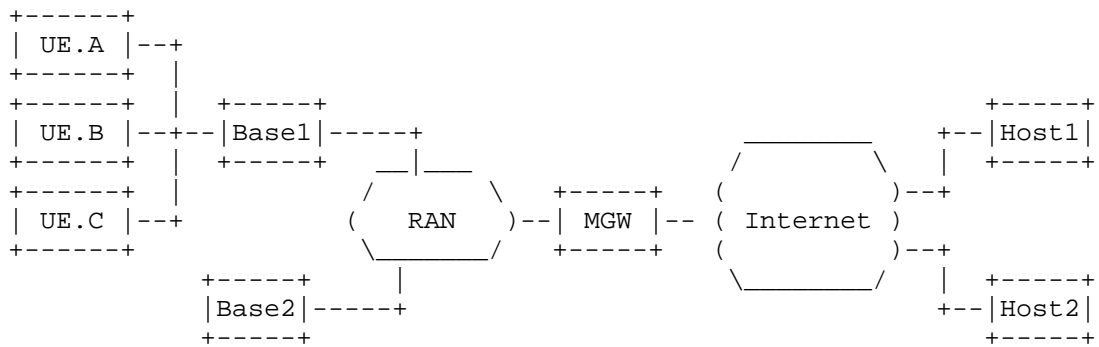 UE.A
UE.B Base1 Host1
UE.C RAN MGW Internet
Base2 Host2